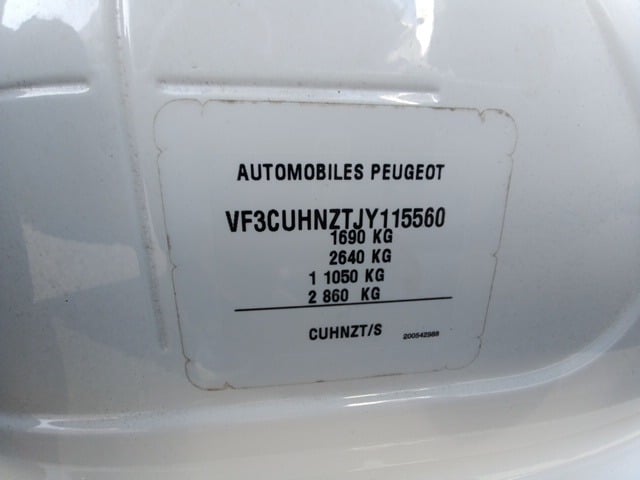 AUTOMOBILES PEUGEOT
VF3CUHNZTJY115560
1690 KG
2640 KG
1 1050 KG
2 860 KG
CUHNZT/S 200542988